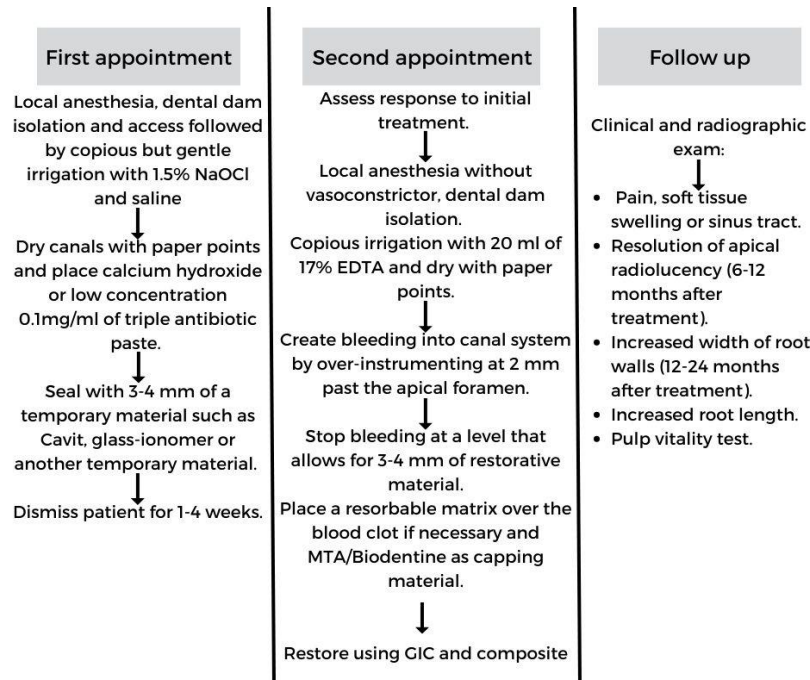 First appointment
Local anesthesia, dental dam
isolation and access followed
by copious but gentle
irrigation with 1.5% NaOCl
and saline
Dry canals with paper points
and place calcium hydroxide
or low concentration
0.1mg/ml of triple antibiotic
paste.
Seal with 3-4 mm of a
temporary material such as
Cavit, glass-ionomer or
another temporary material.
Dismiss patient for 1-4 weeks.
Second appointment
Assess response to initial
treatment.
Local anesthesia without
vasoconstrictor, dental dam
isolation.
Copious irrigation with 20 ml of
17% EDTA and dry with paper
points.
Create bleeding into canal system
by over-instrumenting at 2 mm
past the apical foramen.
Stop bleeding at a level that
allows for 3-4 mm of restorative
material.
Place a resorbable matrix over the
blood clot if necessary and
MTA/Biodentine as capping
material.
Restore using GIC and composite
Follow up
Clinical and radiographic
exam:
• Pain, soft tissue
swelling or sinus tract.
• Resolution of apical
radiolucency (6-12
months after
treatment).
• Increased width of root
walls (12-24 months
after treatment).
• Increased root length.
• Pulp vitality test.